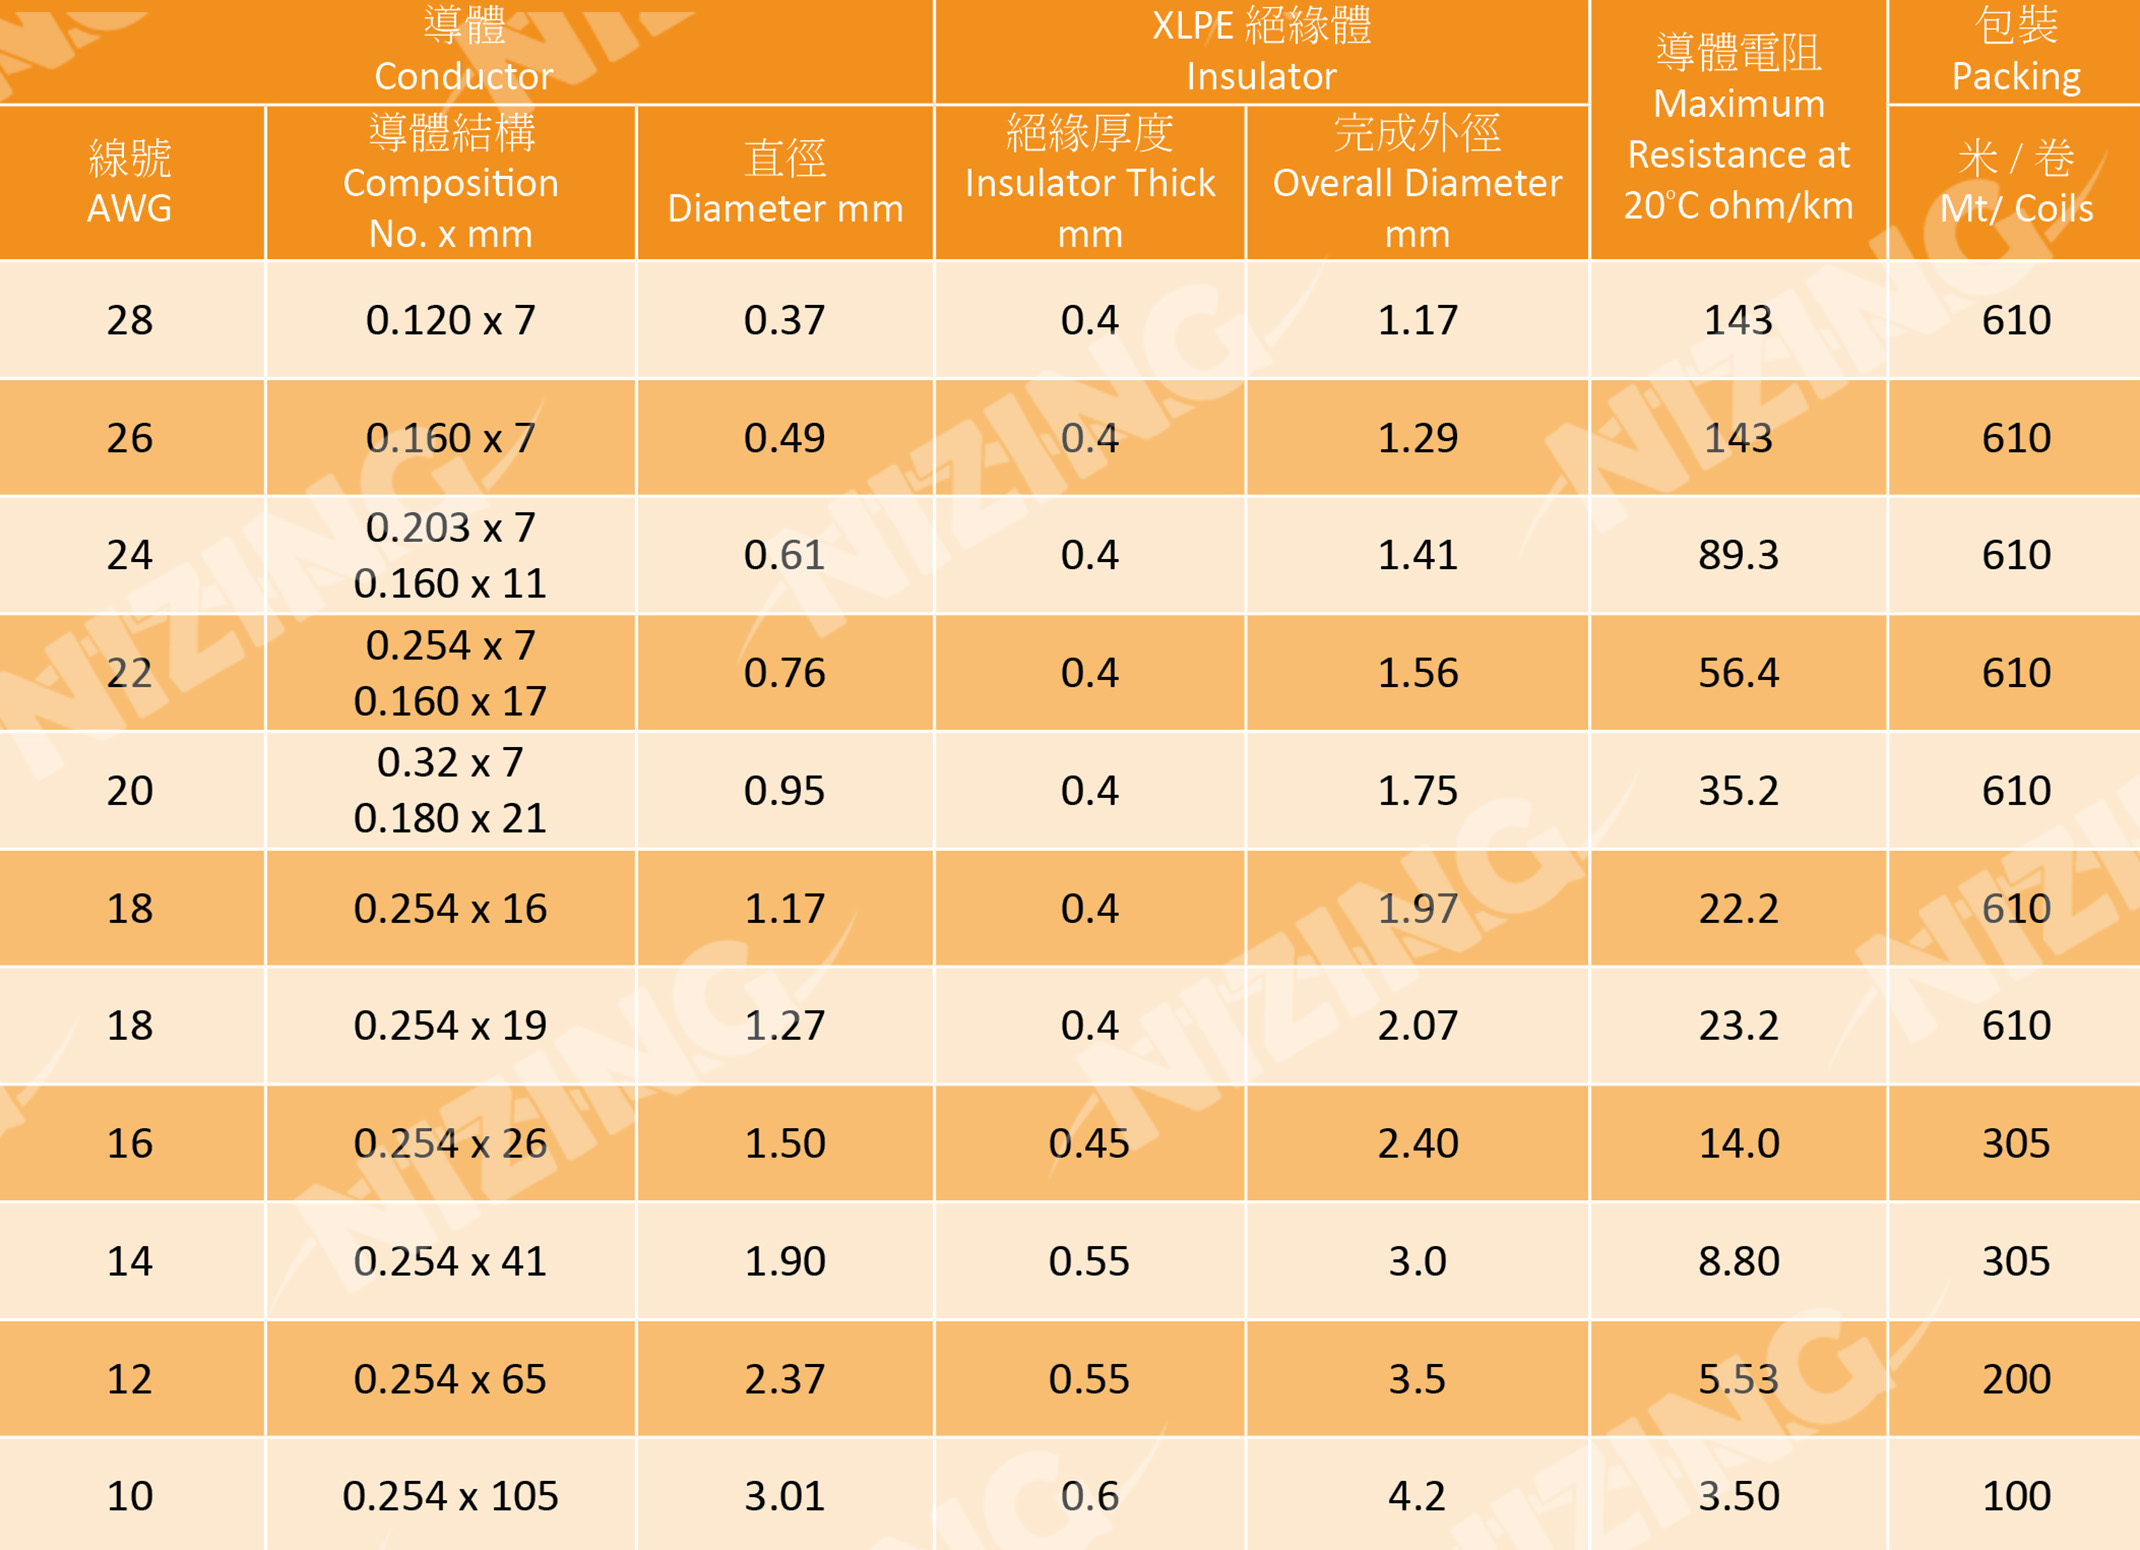 導體
Conductor
XLPE 絕緣體
Insulator
導體電阻
Maximum
Resistance at
20°C ohm/km
包裝
Packing
線號
AWG
導體結構
Composition
No. x mm
直徑
Diameter mm
絕緣厚度
Insulator Thick
mm
完成外徑
Overall Diameter
mm
米 / 卷
Mt/ Coils
28 0.120 x 7 0.37 0.4 1.17 143 610
26 0.160 x 7 0.49 0.4 1.29 143 610
24 0.203 x 7 0.160 x 11 0.61 0.4 1.41 89.3 610
22 0.254 x 7 0.160 x 17 0.76 0.4 1.56 56.4 610
20 0.32 x 7 0.180 x 21 0.95 0.4 1.75 35.2 610
18 0.254 x 16 1.17 0.4 1.97 22.2 610
18 0.254 x 19 1.27 0.4 2.07 23.2 610
16 0.254 x 26 1.50 0.45 2.40 14.0 305
14 0.254 x 41 1.90 0.55 3.0 8.80 305
12 0.254 x 65 2.37 0.55 3.5 5.53 200
10 0.254 x 105 3.01 0.6 4.2 3.50 100
NIZING
NIZING
NIZING
NIZING
NIZING